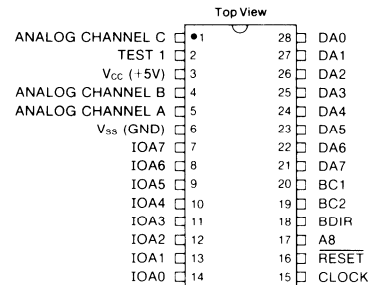 Top View
ANALOG CHANNEL C 1 28 DA0
TEST 1 2 27 DA1
Vcc (+5V) 3 26 DA2
ANALOG CHANNEL B 4 25 DA3
ANALOG CHANNEL A 5 24 DA4
Vss (GND) 6 23 DA5
IOA7 7 22 DA6
IOA6 8 21 DA7
IOA5 9 20 BC1
IOA4 10 19 BC2
IOA3 11 18 BDIR
IOA2 12 17 A8
IOA1 13 16 RESET
IOA0 14 15 CLOCK